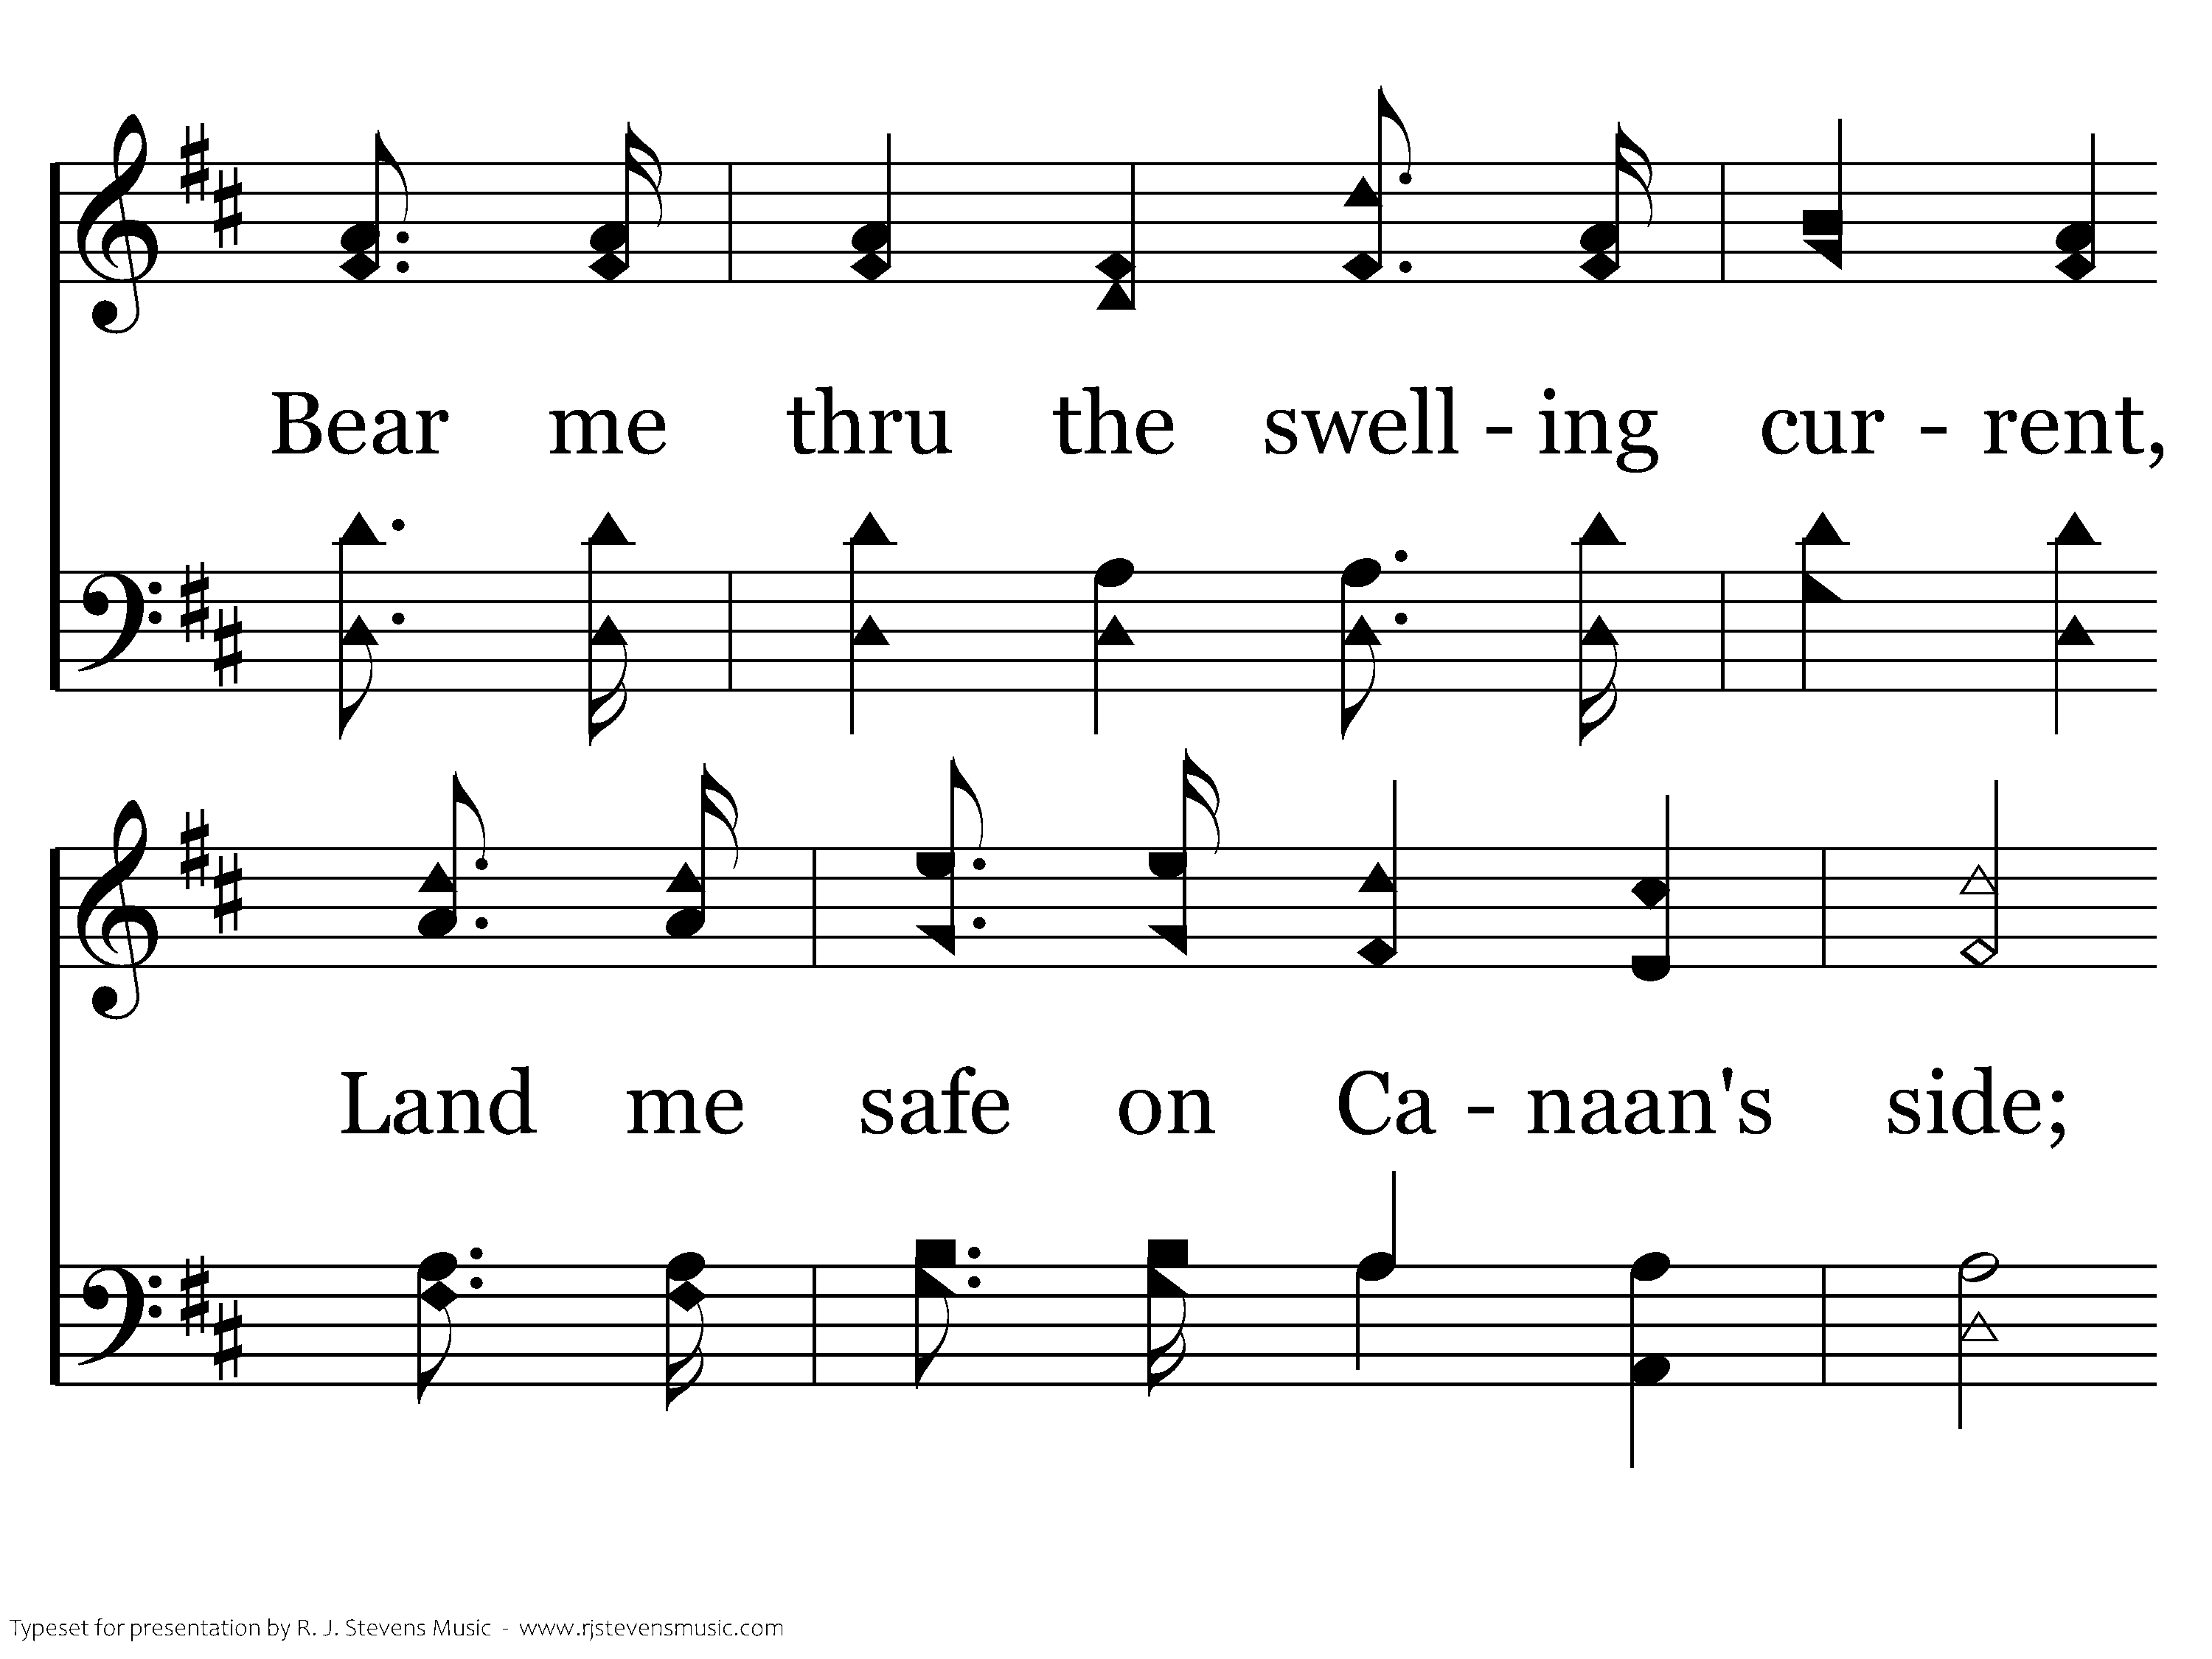 Bear me thru the swell - ing cur - rent,
Land me safe on Ca - naan's side;
Typeset for presentation by R. J. Stevens Music - www.rjstevensmusic.com